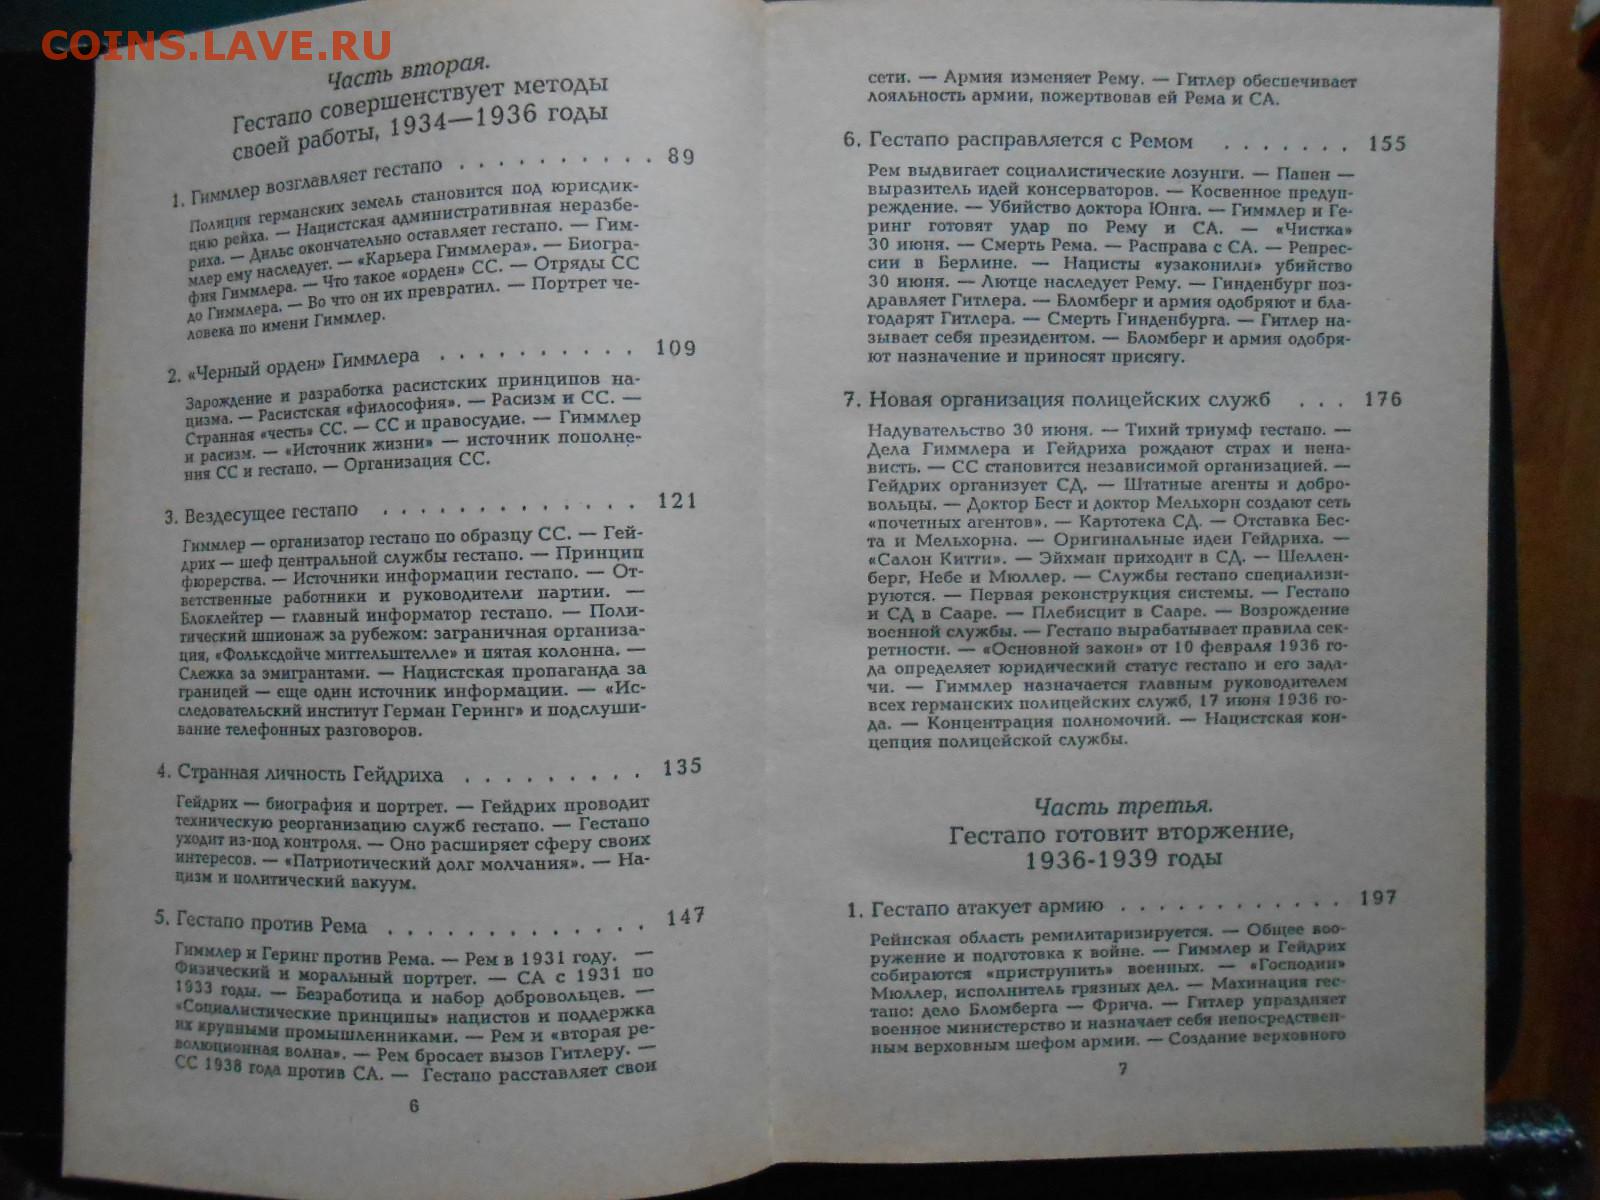 COINS.LAVE.RU
Часть вторая.
Гестапо совершенствует методы
своей работы, 1934—1936 годы
1. Гиммлер возглавляет гестапо . . . . . . . . . . 89
Полиция германских земель становится под юрисдик-
цию рейха. — Нацистская административная неразбе-
риха. — Дильс окончательно оставляет гестапо. — Гим-
млер ему наследует. — «Карьера Гиммлера». — Биогра-
фия Гиммлера. — Что такое «орден» СС. — Отряды СС
до Гиммлера. — Во что он их превратил. — Портрет че-
ловека по имени Гиммлер.
2. «Черный орден» Гиммлера . . . . . . . . . . 109
Зарождение и разработка расистских принципов на-
цизма. — Расистская «философия». — Расизм и СС. —
Странная «честь» СС. — СС и правосудие. — Гиммлер
и расизм. — «Источник жизни» — источник пополне-
ния СС и гестапо. — Организация СС.
3. Вездесущее гестапо . . . . . . . . . . . . . 121
Гиммлер — организатор гестапо по образцу СС. — Гей-
дрих — шеф центральной службы гестапо. — Принцип
фюрерства. — Источники информации гестапо. — От-
ветственные работники и руководители партии. —
Блоклейтер — главный информатор гестапо. — Поли-
тический шпионаж за рубежом: заграничная организа-
ция, «Фольксдойче миттельштелле» и пятая колонна. —
Слежка за эмигрантами. — Нацистская пропаганда за
границей — еще один источник информации. — «Ис-
следовательский институт Герман Геринг» и подслуши-
вание телефонных разговоров.
4. Странная личность Гейдриха . . . . . . . . . 135
Гейдрих — биография и портрет. — Гейдрих проводит
техническую реорганизацию служб гестапо. — Гестапо
уходит из-под контроля. — Оно расширяет сферу своих
интересов. — «Патриотический долг молчания». — На-
цизм и политический вакуум.
5. Гестапо против Рема . . . . . . . . . . . . . 147
Гиммлер и Геринг против Рема. — Рем в 1931 году. —
Физический и моральный портрет. — СА с 1931 по
1933 годы. — Безработица и набор добровольцев. —
«Социалистические принципы» нацистов и поддержка
их крупными промышленниками. — Рем и «вторая ре-
волюционная волна». — Рем бросает вызов Гитлеру. —
СС 1938 года против СА. — Гестапо расставляет свои
6
сети. — Армия изменяет Рему. — Гитлер обеспечивает
лояльность армии, пожертвовав ей Рема и СА.
6. Гестапо расправляется с Ремом . . . . . . . 155
Рем выдвигает социалистические лозунги. — Папен —
выразитель идей консерваторов. — Косвенное предуп-
реждение. — Убийство доктора Юнга. — Гиммлер и Ге-
ринг готовят удар по Рему и СА. — «Чистка»
30 июня. — Смерть Рема. — Расправа с СА. — Репрес-
сии в Берлине. — Нацисты «узаконили» убийство
30 июня. — Лютце наследует Рему. — Гинденбург поз-
дравляет Гитлера. — Бломберг и армия одобряют и бла-
годарят Гитлера. — Смерть Гинденбурга. — Гитлер на-
зывает себя президентом. — Бломберг и армия одобря-
ют назначение и приносят присягу.
7. Новая организация полицейских служб . . . 176
Надувательство 30 июня. — Тихий триумф гестапо. —
Дела Гиммлера и Гейдриха рождают страх и нена-
висть. — СС становится независимой организацией. —
Гейдрих организует СД. — Штатные агенты и добро-
вольцы. — Доктор Бест и доктор Мельхорн создают сеть
«почетных агентов». — Картотека СД. — Отставка Бес-
та и Мельхорна. — Оригинальные идеи Гейдриха. —
«Салон Китти». — Эйхман приходит в СД. — Шеллен-
берг, Небе и Мюллер. — Службы гестапо специализи-
руются. — Первая реконструкция системы. — Гестапо
и СД в Сааре. — Плебисцит в Сааре. — Возрождение
военной службы. — Гестапо вырабатывает правила сек-
ретности. — «Основной закон» от 10 февраля 1936 го-
да определяет юридический статус гестапо и его зада-
чи. — Гиммлер назначается главным руководителем
всех германских полицейских служб, 17 июня 1936 го-
да. — Концентрация полномочий. — Нацистская кон-
цепция полицейской службы.
Часть третья.
Гестапо готовит вторжение,
1936-1939 годы
1. Гестапо атакует армию . . . . . . . . . . . . 197
Рейнская область ремилитаризируется. — Общее воо-
ружение и подготовка к войне. — Гиммлер и Гейдрих
собираются «приструнить» военных. — «Господин»
Мюллер, исполнитель грязных дел. — Махинация гес-
тапо: дело Бломберга — Фрича. — Гитлер упраздняет
военное министерство и назначает себя непосредствен-
ным верховным шефом армии. — Создание верховного
7